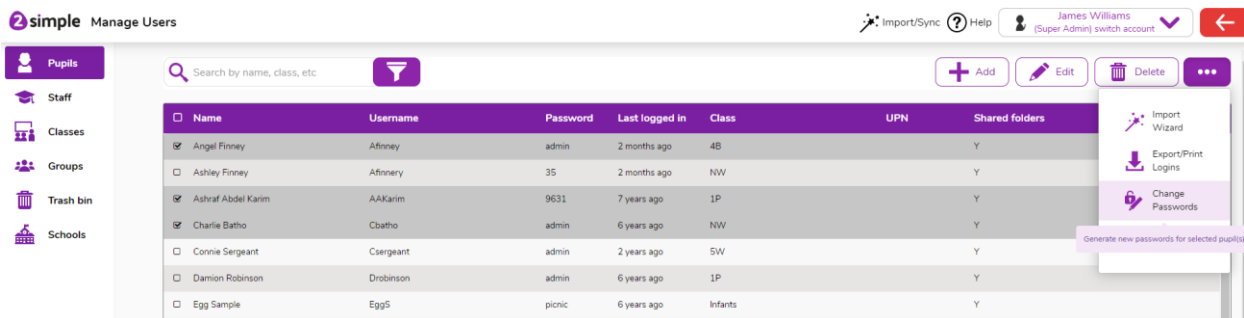 2simple Manage Users
Import/Sync ? Help
James Williams
(Super Admin) switch account
Pupils
Staff
Classes
Groups
Trash bin
Schools
Search by name, class, etc
Add Edit Delete
Name Username Password Last logged in Class UPN Shared folders
Angel Finney Afinney admin 2 months ago 4B Y
Ashley Finney Afinnery 35 2 months ago NW Y
Ashraf Abdel Karim AAKarim 9631 7 years ago 1P Y
Charlie Batho Cbatho admin 6 years ago NW Y
Connie Sergeant Csergeant admin 2 years ago 5W Y
Damion Robinson Drobinson admin 6 years ago 1P Y
Egg Sample EggS picnic 6 years ago Infants Y
Import
Wizard
Export/Print
Logins
Change
Passwords
Generate new passwords for selected pupil(s)